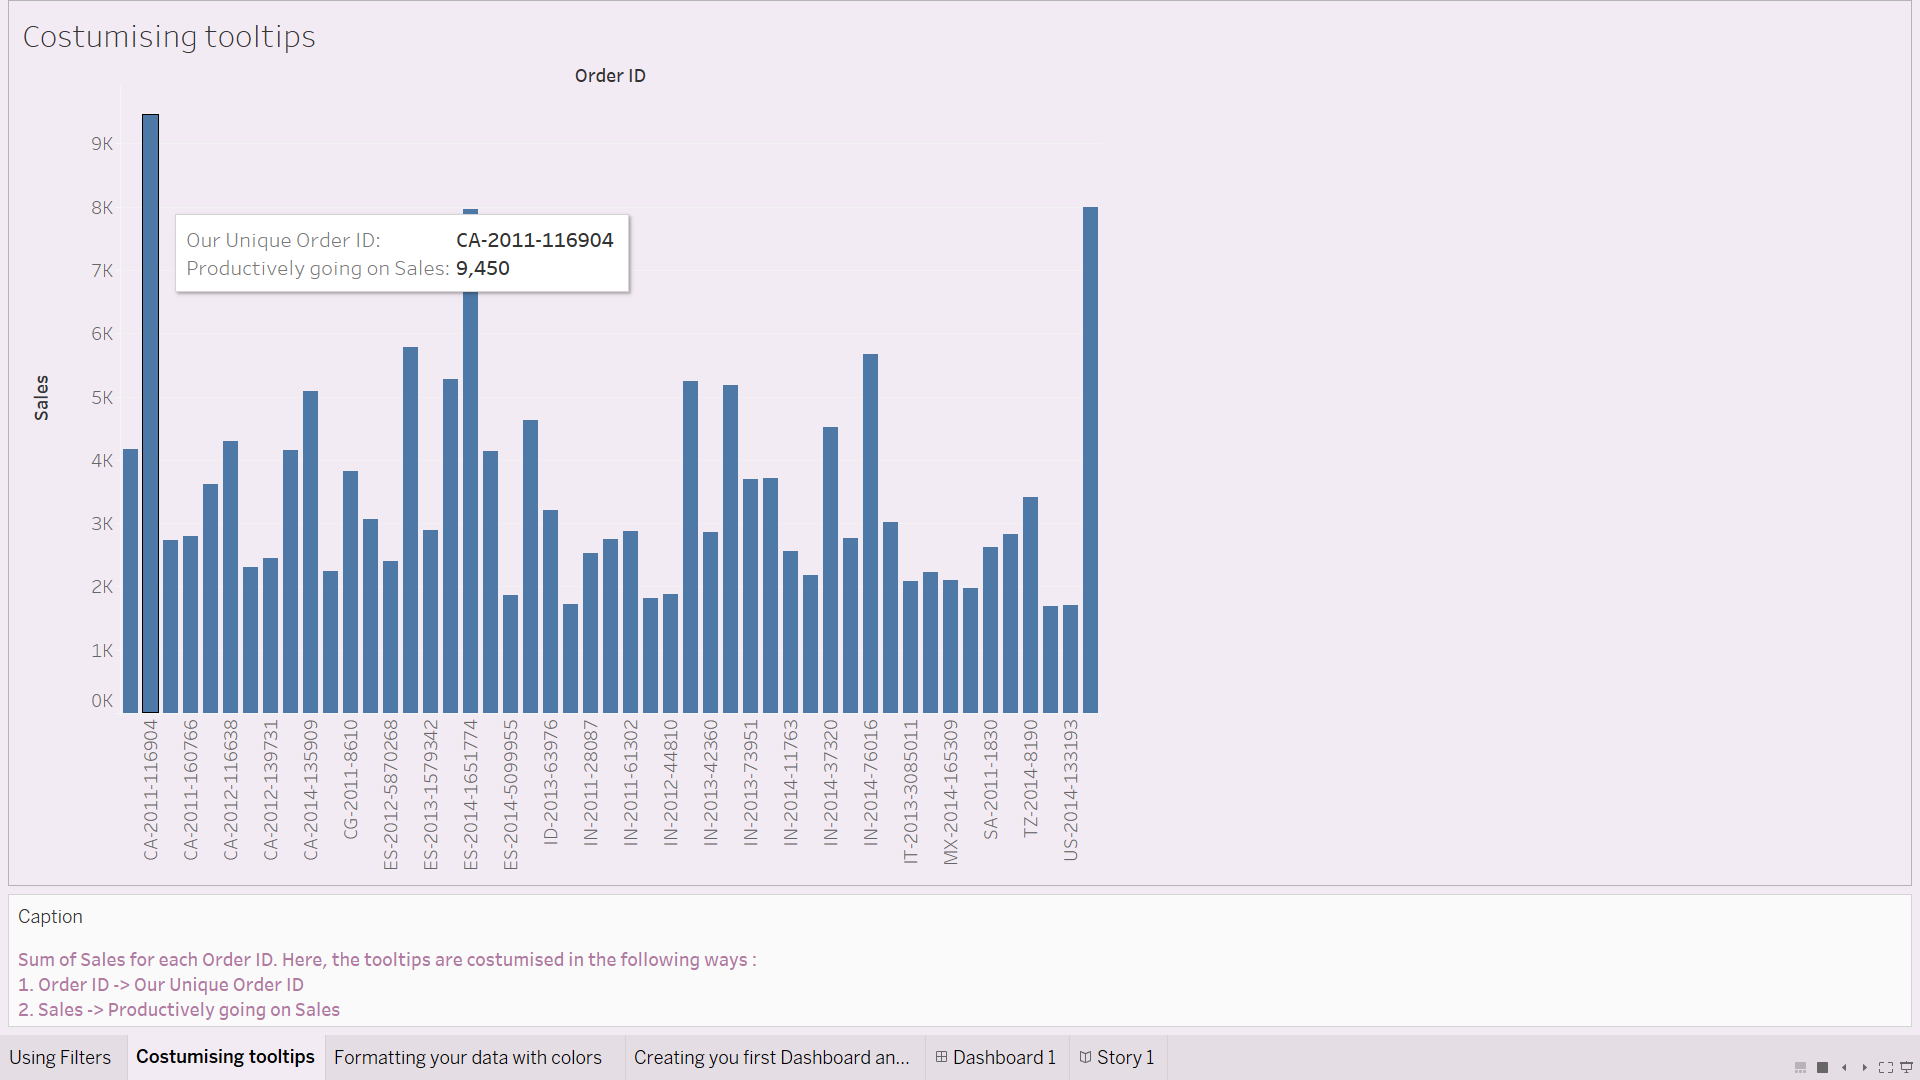 Costumising tooltips
Order ID
9K
8K
Our Unique Order ID: CA-2011-116904
Productively going on Sales: 9,450
7K
6K
5K
Sales
4K
3K
2K
1K
0K
CA-2011-116904
CA-2011-160766
CA-2012-116638
CA-2012-139731
CA-2014-135909
CG-2011-8610
ES-2012-5870268
ES-2013-1579342
ES-2014-1651774
ES-2014-5099955
ID-2013-63976
IN-2011-28087
IN-2011-61302
IN-2012-44810
IN-2013-42360
IN-2013-73951
IN-2014-11763
IN-2014-37320
IN-2014-76016
IT-2013-3085011
MX-2014-165309
SA-2011-1830
TZ-2014-8190
US-2014-133193
Caption
Sum of Sales for each Order ID. Here, the tooltips are costumised in the following ways :
1. Order ID -> Our Unique Order ID
2. Sales -> Productively going on Sales
Using Filters
Costumising tooltips
Formatting your data with colors
Creating you first Dashboard an...
Dashboard 1
Story 1